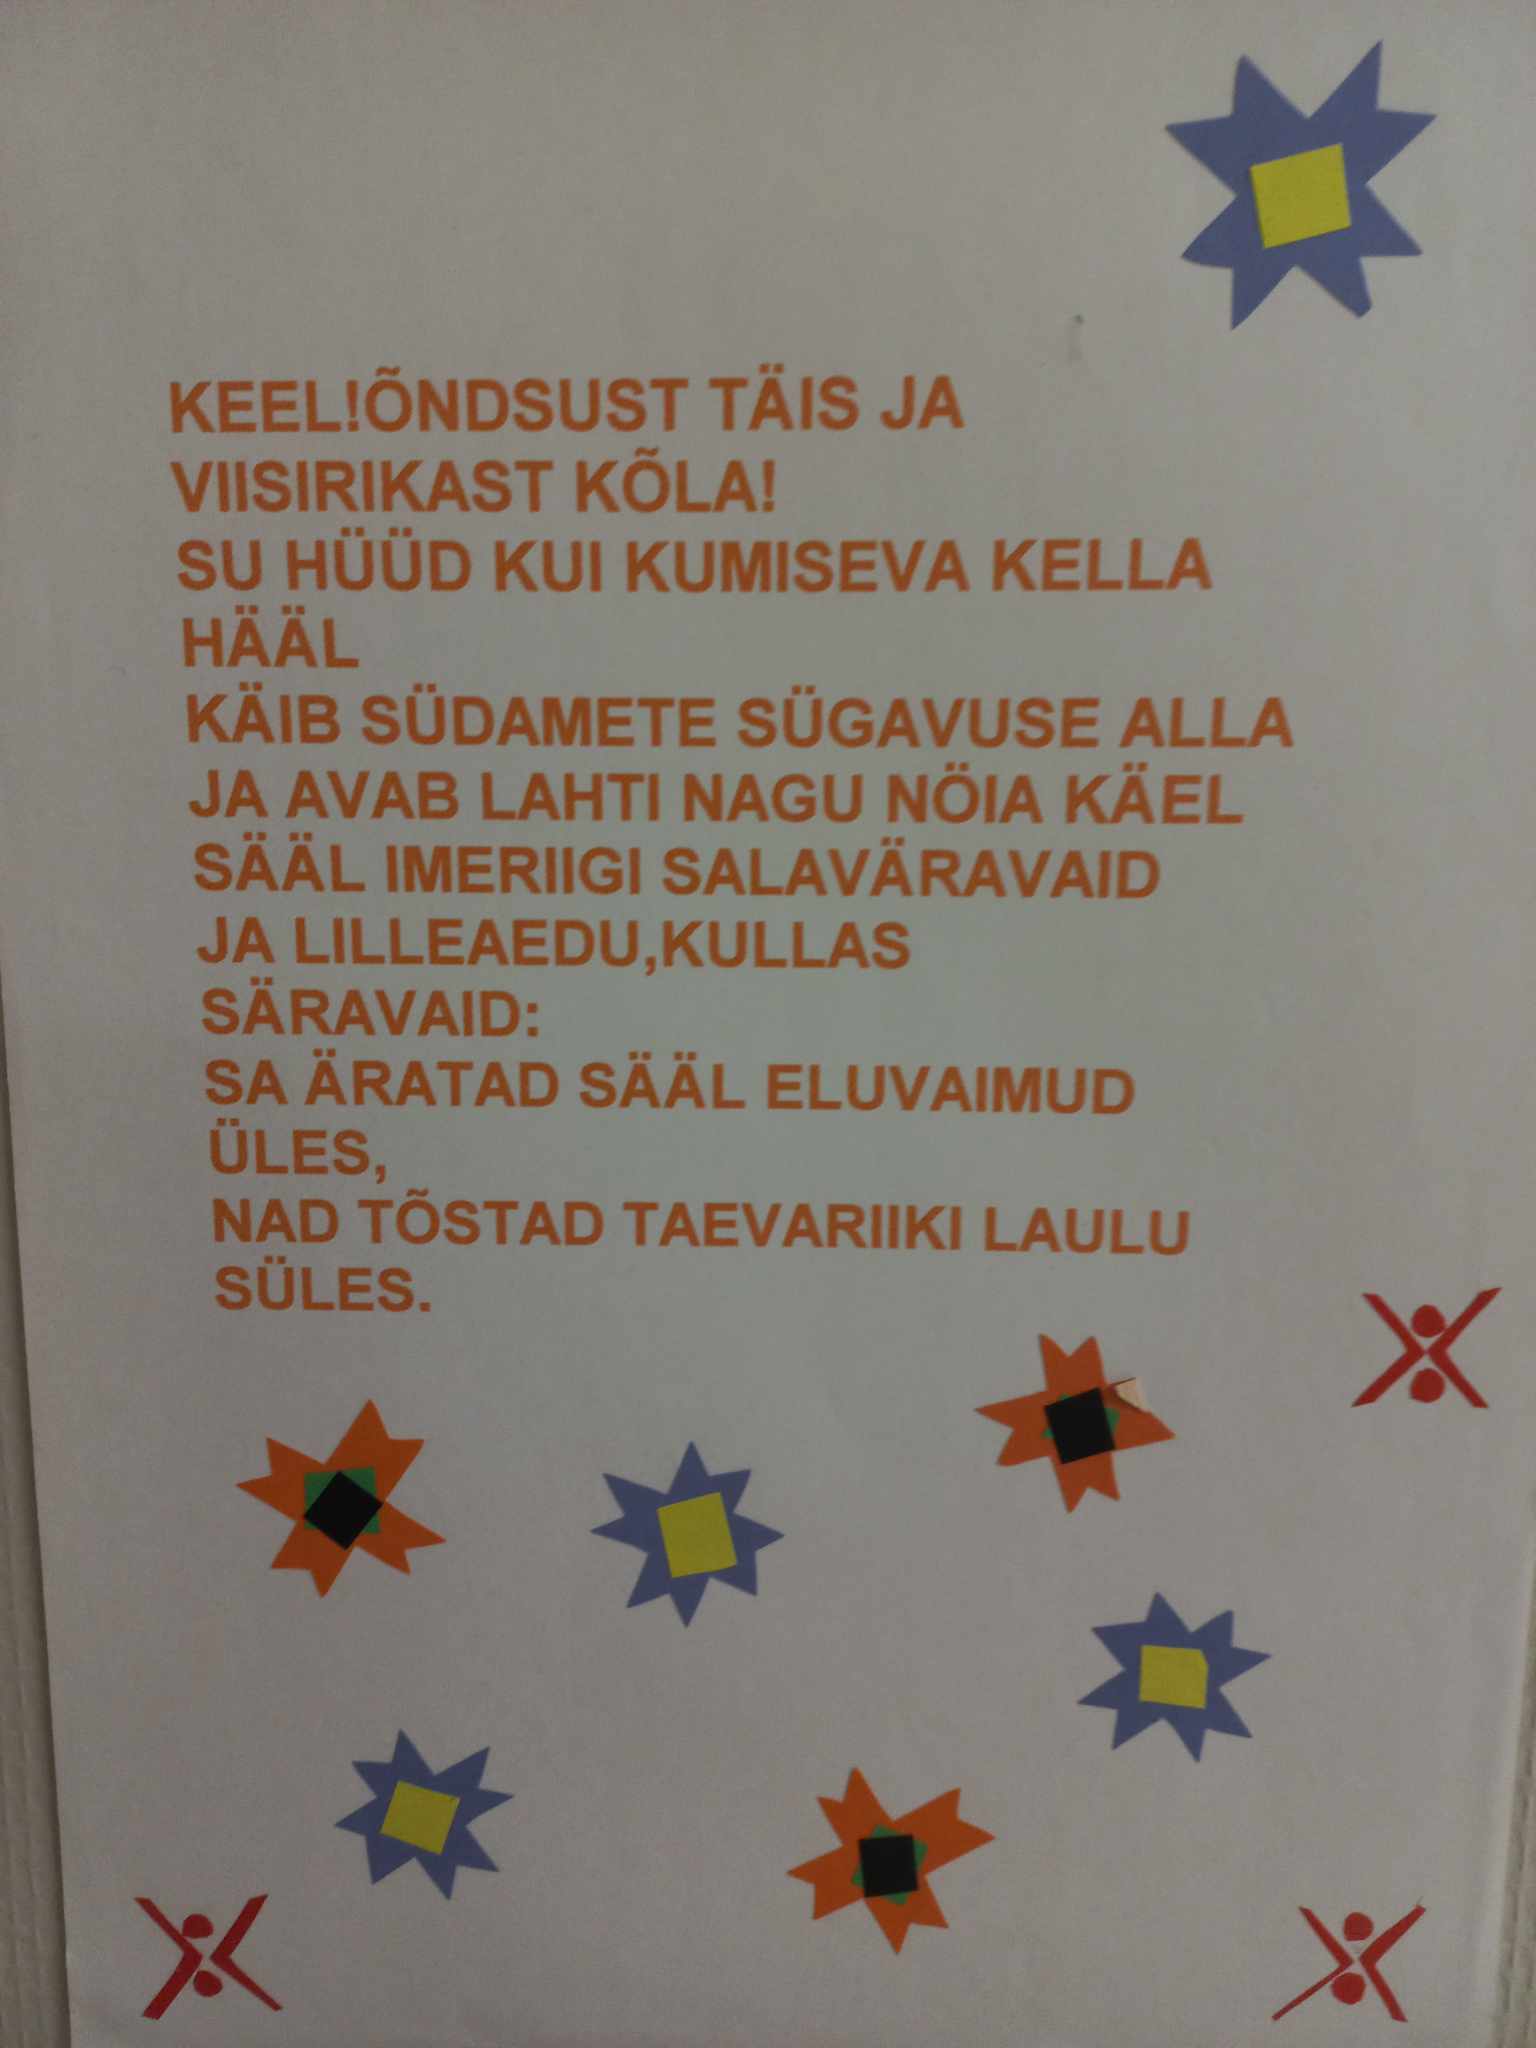 KEEL!ÕNDSUST TÄIS JA
VIISIRIKAST KÕLA!
SU HÜÜD KUI KUMISEVA KELLA
HÄÄL
KÄIB SÜDAMETE SÜGAVUSE ALLA
JA AVAB LAHTI NAGU NÖIA KÄEL
SÄÄL IMERIIGI SALAVÄRAVAID
JA LILLEAEDU,KULLAS
SÄRAVAID:
SA ÄRATAD SÄÄL ELUVAIMUD
ÜLES,
NAD TÕSTAD TAEVARIIKI LAULU
SÜLES.